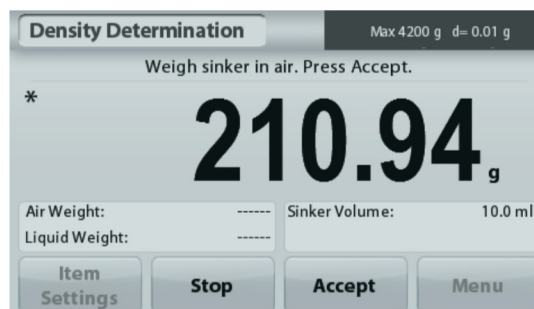 Density Determination
Max 4200 g d= 0.01 g
Weigh sinker in air. Press Accept.
*
210.94 g
Air Weight: ------
Liquid Weight: ------
Sinker Volume: 10.0 ml
Item Settings
Stop
Accept
Menu